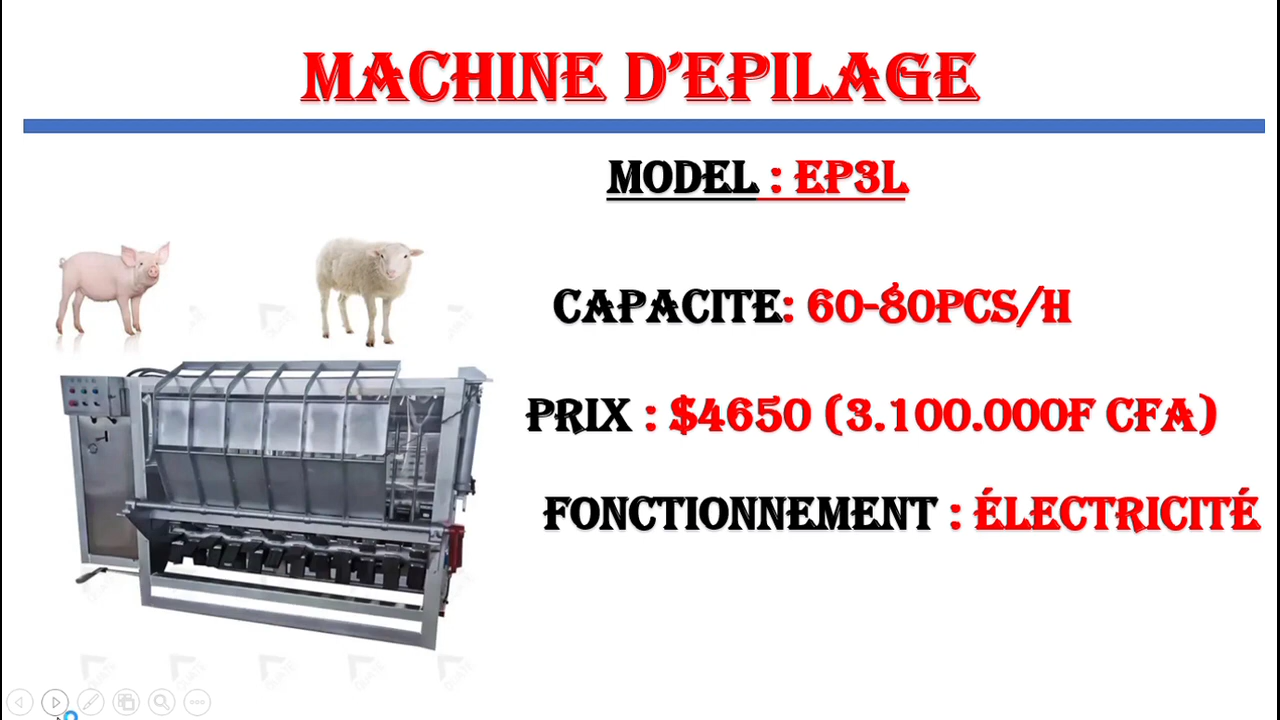 MACHINE D'EPILAGE
MODEL : EP3L
CAPACITE: 60-80PCS/H
PRIX : $4650 (3.100.000F CFA)
FONCTIONNEMENT : ÉLECTRICITÉ